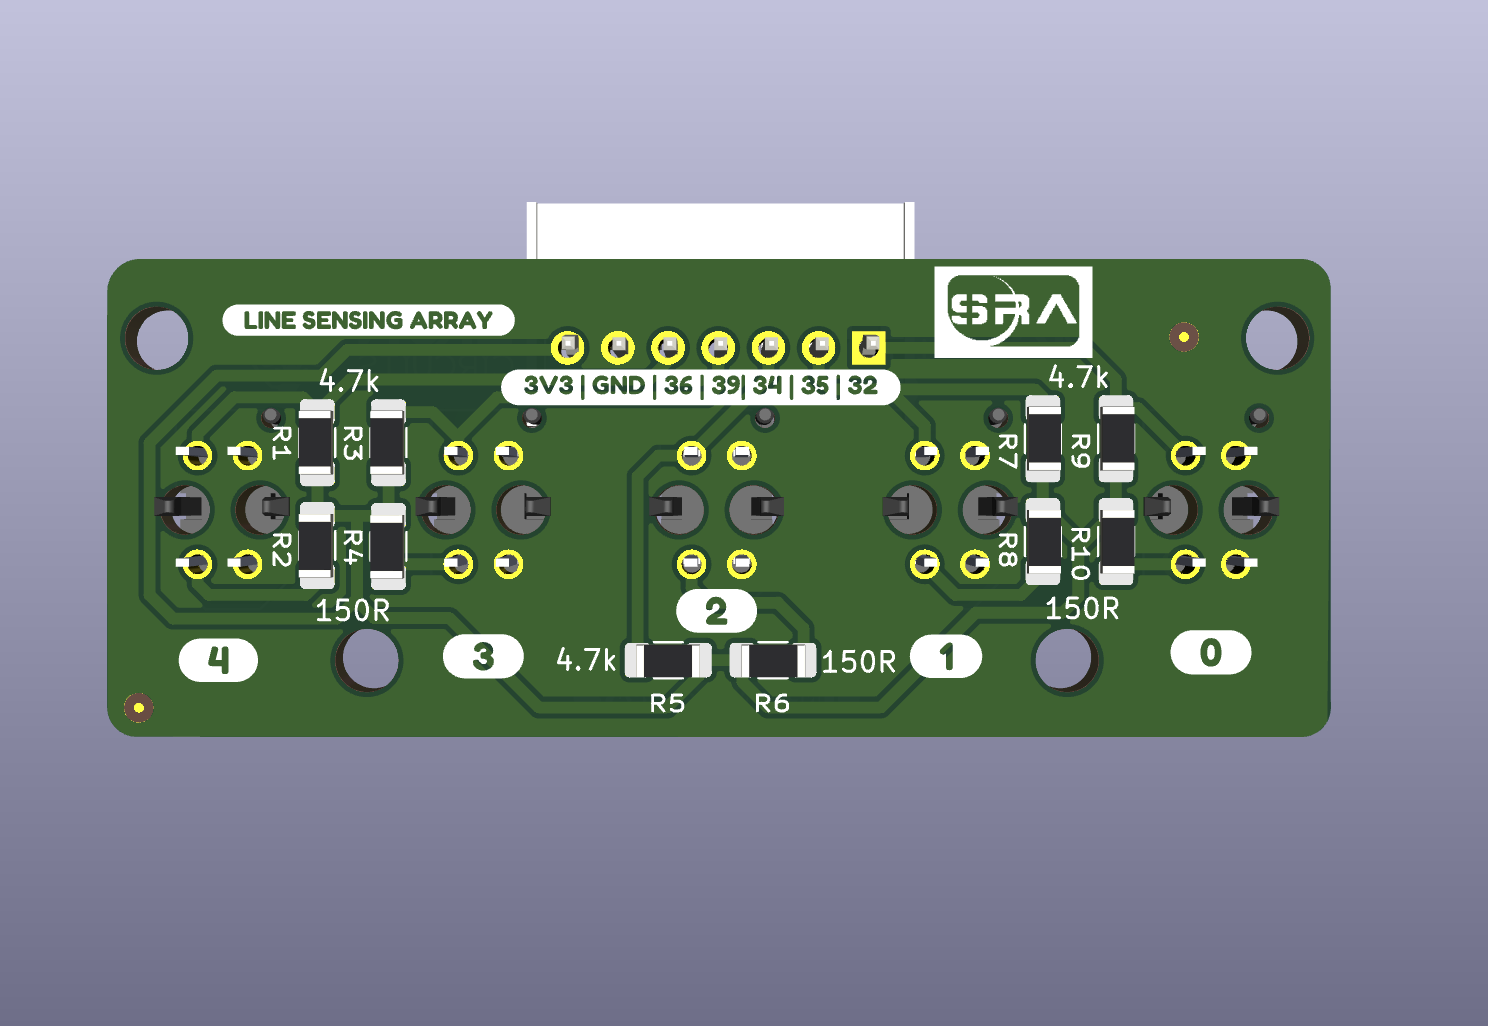 SRA
LINE SENSING ARRAY
3V3 | GND | 36 | 39 | 34 | 35 | 32
4.7k
4.7k
R1
R3
R7
R9
R2
R4
R8
R10
150R
150R
2
4
3
4.7k
150R
1
0
R5
R6